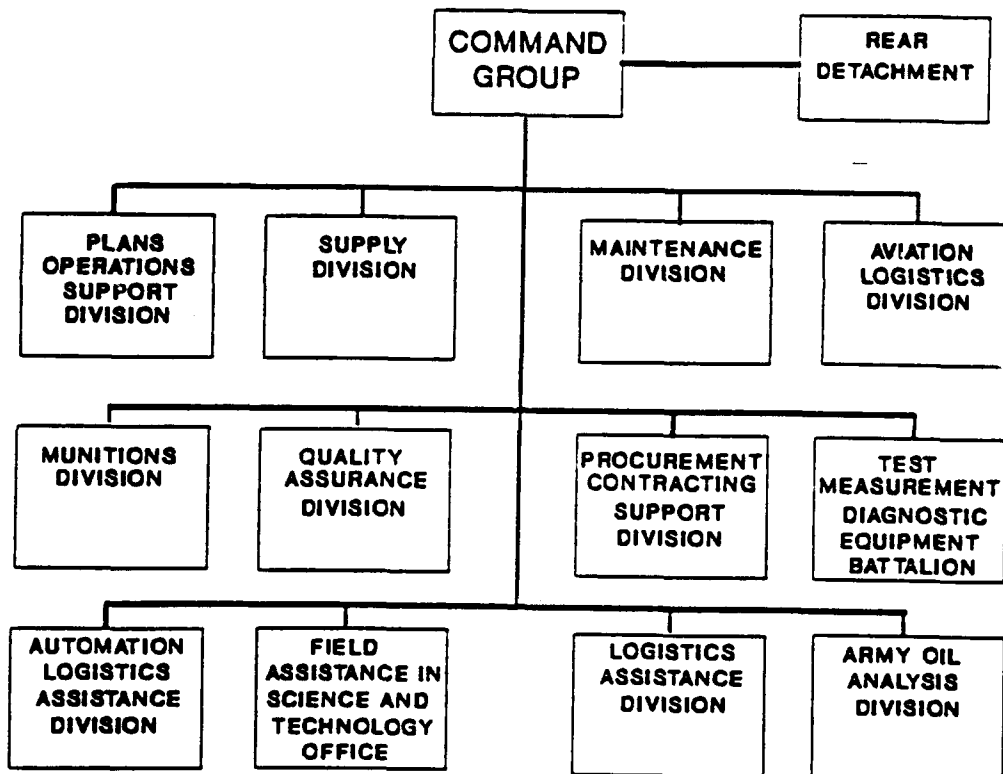 COMMAND
GROUP
REAR
DETACHMENT
PLANS
OPERATIONS
SUPPORT
DIVISION
SUPPLY
DIVISION
MAINTENANCE
DIVISION
AVIATION
LOGISTICS
DIVISION
MUNITIONS
DIVISION
QUALITY
ASSURANCE
DIVISION
PROCUREMENT
CONTRACTING
SUPPORT
DIVISION
TEST
MEASUREMENT
DIAGNOSTIC
EQUIPMENT
BATTALION
AUTOMATION
LOGISTICS
ASSISTANCE
DIVISION
FIELD
ASSISTANCE IN
SCIENCE AND
TECHNOLOGY
OFFICE
LOGISTICS
ASSISTANCE
DIVISION
ARMY OIL
ANALYSIS
DIVISION